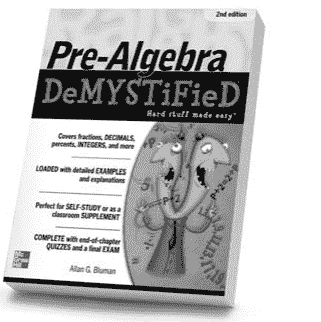 2nd edition
Pre-Algebra
DeMYSTiFieD
Hard stuff made easy™
Covers fractions, DECIMALS,
percents, INTEGERS, and more
LOADED with detailed EXAMPLES
and explanations
Perfect for SELF-STUDY or as a
classroom SUPPLEMENT
COMPLETE with end-of-chapter
QUIZZES and a final EXAM
Allan G. Bluman